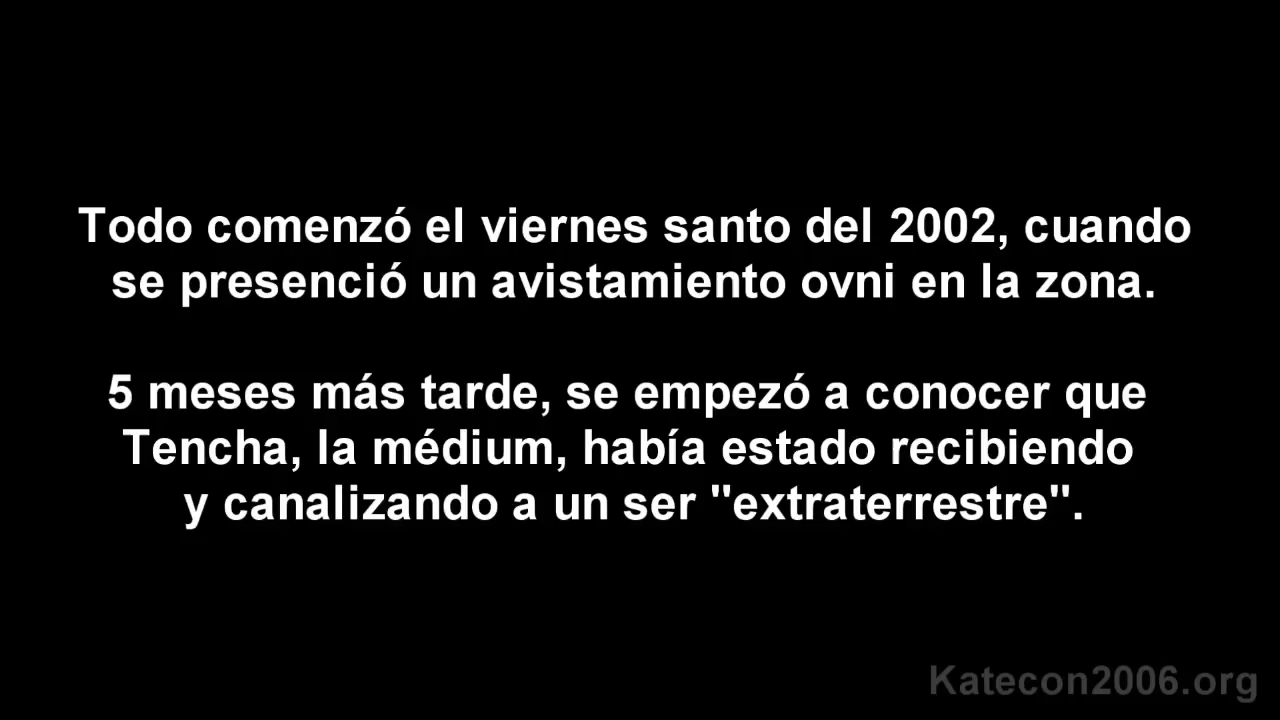 Todo comenzó el viernes santo del 2002, cuando
se presenció un avistamiento ovni en la zona.
5 meses más tarde, se empezó a conocer que
Tencha, la médium, había estado recibiendo
y canalizando a un ser "extraterrestre".
Katecon2006.org